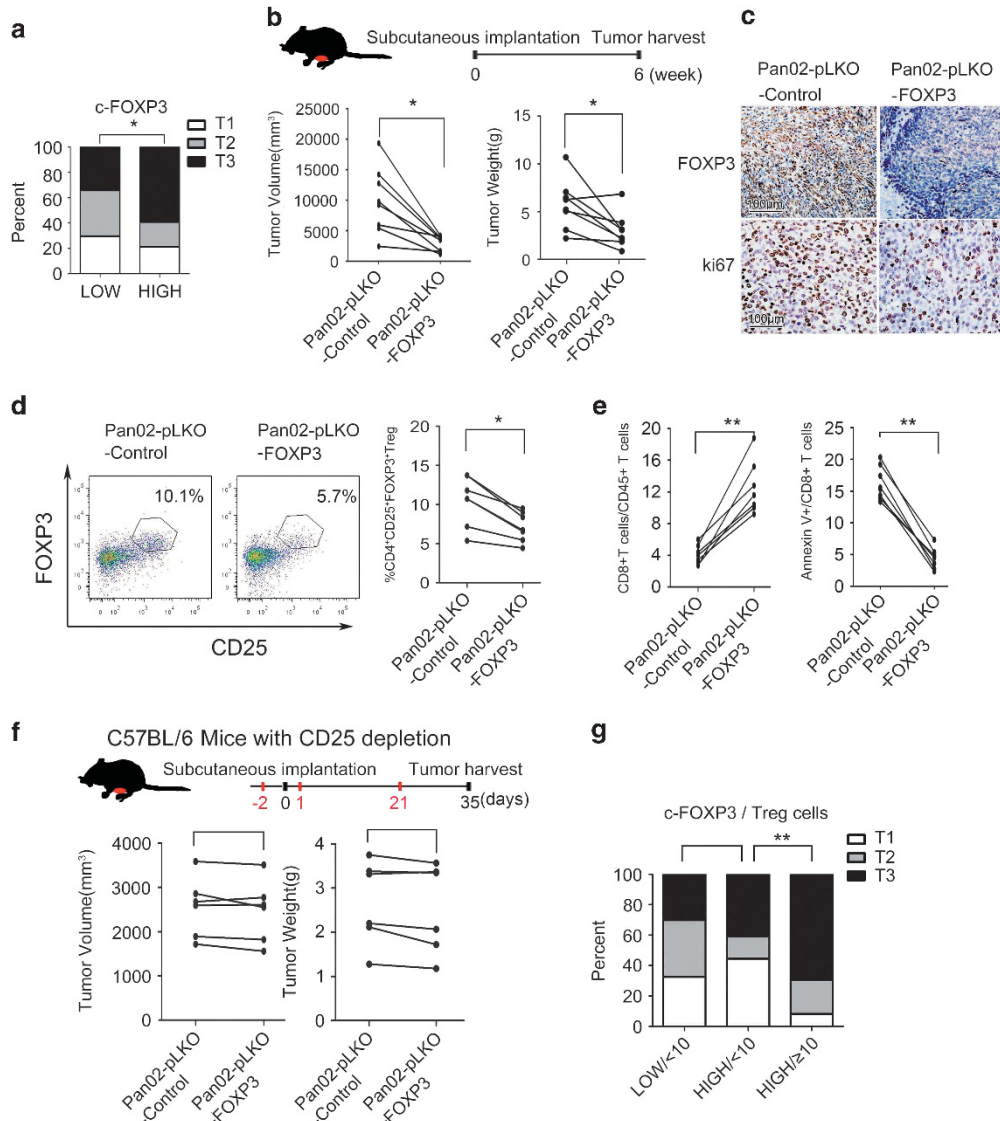 a
c-FOXP3
*
T1
T2
T3
Percent
100
80
60
40
20
0
LOW HIGH
b
Subcutaneous implantation Tumor harvest
0 6 (week)
Tumor Volume(mm³)
25000
20000
15000
10000
5000
0
*
Pan02-pLKO
-Control
Pan02-pLKO
-FOXP3
Tumor Weight(g)
15
10
5
0
*
Pan02-pLKO
-Control
Pan02-pLKO
-FOXP3
c
Pan02-pLKO
-Control
Pan02-pLKO
-FOXP3
FOXP3
100μm
ki67
100μm
d
Pan02-pLKO
-Control
Pan02-pLKO
-FOXP3
10.1%
5.7%
FOXP3
CD25
%CD4⁺CD25⁺FOXP3⁺Treg
20
15
10
5
0
*
Pan02-pLKO
-Control
Pan02-pLKO
-FOXP3
e
CD8+T cells/CD45+ T cells
20
16
12
8
4
0
**
Pan02-pLKO
-Control
Pan02-pLKO
-FOXP3
Annexin V+/CD8+ T cells
25
20
15
10
5
0
**
Pan02-pLKO
-Control
Pan02-pLKO
-FOXP3
f
C57BL/6 Mice with CD25 depletion
Subcutaneous implantation Tumor harvest
-2 0 1 21 35(days)
Tumor Volume(mm³)
4000
3000
2000
1000
0
Pan02-pLKO
-Control
Pan02-pLKO
-FOXP3
Tumor Weight(g)
4
3
2
1
0
Pan02-pLKO
-Control
Pan02-pLKO
-FOXP3
g
c-FOXP3 / Treg cells
**
T1
T2
T3
Percent
100
80
60
40
20
0
LOW/<10
HIGH/<10
HIGH/≥10